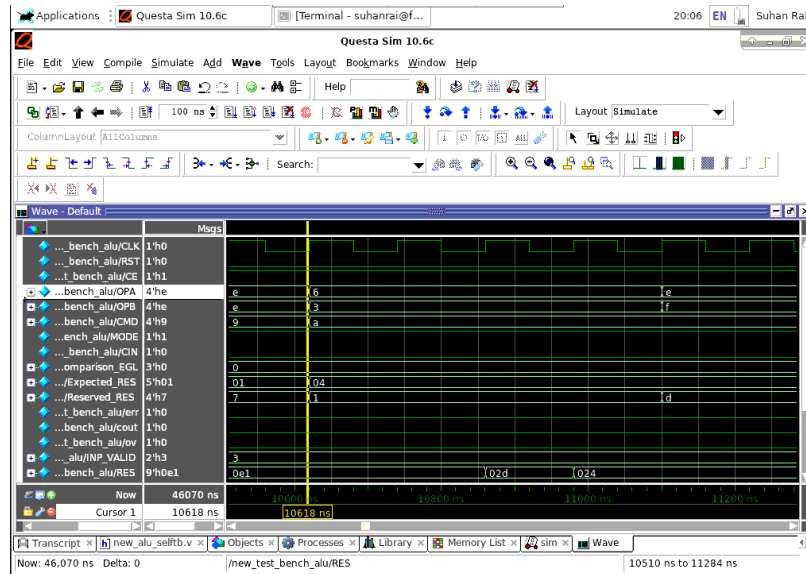 Applications Questa Sim 10.6c [Terminal - suhanrai@f... 20:06 EN Suhan Rai
Questa Sim 10.6c
File Edit View Compile Simulate Add Wave Tools Layout Bookmarks Window Help
Help
100 ns Layout Simulate
ColumnLayout AllColumns
Search:
Wave - Default
Msgs
..._bench_alu/CLK 1'h0
..._bench_alu/RST 1'h0
...t_bench_alu/CE 1'h1
...bench_alu/OPA 4'he e 6 e
...bench_alu/OPB 4'he e 3 f
...bench_alu/CMD 4'h9 9 a
...ench_alu/MODE 1'h1
..._bench_alu/CIN 1'h0
...omparison_EGL 3'h0 0
.../Expected_RES 5'h01 01 04
.../Reserved_RES 4'h7 7 1 d
...t_bench_alu/err 1'h0
...bench_alu/cout 1'h0
...t_bench_alu/ov 1'h0
..._alu/INP_VALID 2'h3 3
...bench_alu/RES 9'h0e1 0e1 02d 024
Now 46070 ns 10600 ns 10800 ns 11000 ns 11200 ns
Cursor 1 10618 ns 10618 ns
Transcript new_alu_selftb.v Objects Processes Library Memory List sim Wave
Now: 46,070 ns Delta: 0 /new_test_bench_alu/RES 10510 ns to 11284 ns